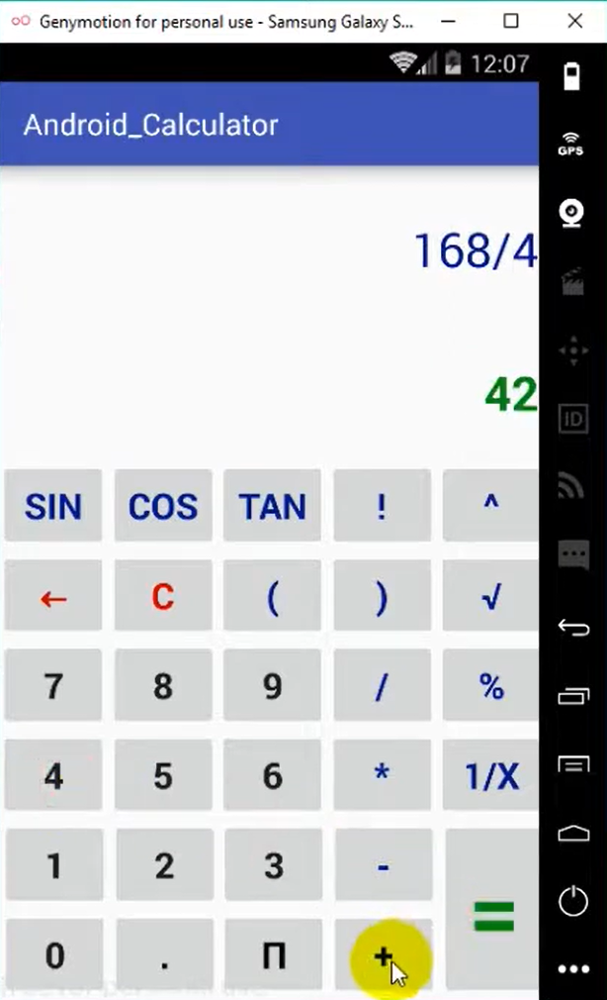 Genymotion for personal use - Samsung Galaxy S...
12:07
GPS
Android_Calculator
168/4
42
ID
SIN COS TAN ! ^
← C ( ) √
7 8 9 / %
4 5 6 * 1/X
1 2 3 -
=
0 . П +